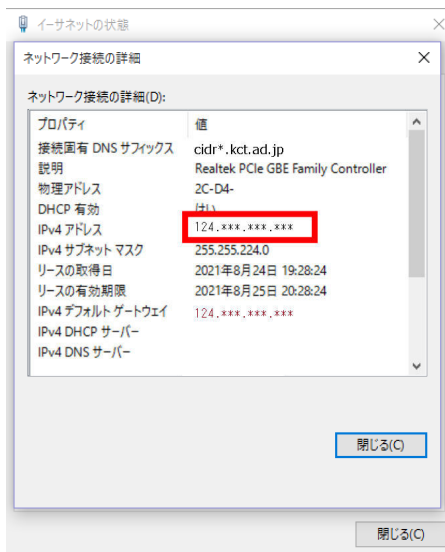 イーサネットの状態
ネットワーク接続の詳細
ネットワーク接続の詳細(D):
プロパティ 値
接続固有 DNS サフィックス cidr*.kct.ad.jp
説明 Realtek PCIe GBE Family Controller
物理アドレス 2C-D4-
DHCP 有効 はい
IPv4 アドレス 124.***.***.***
IPv4 サブネット マスク 255.255.224.0
リースの取得日 2021年8月24日 19:28:24
リースの有効期限 2021年8月25日 20:28:24
IPv4 デフォルト ゲートウェイ 124.***.***.***
IPv4 DHCP サーバー
IPv4 DNS サーバー
閉じる(C)
閉じる(C)